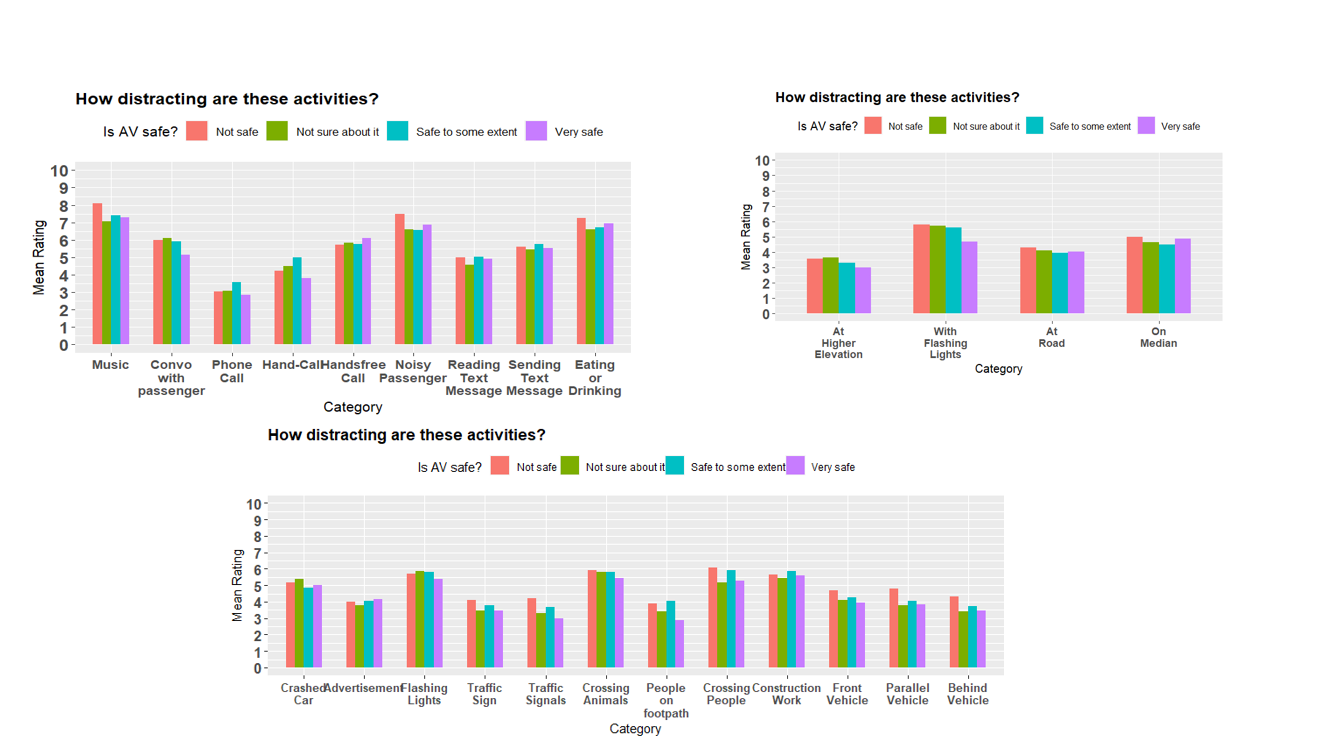 How distracting are these activities?
Is AV safe? Not safe Not sure about it Safe to some extent Very safe
10
9
8
7
6
5
4
3
2
1
0
Mean Rating
Music Convo Phone Hand-Call Handsfree Noisy Reading Sending Eating
with Call Call Passenger Text Text or
passenger Message Message Drinking
Category
How distracting are these activities?
Is AV safe? Not safe Not sure about it Safe to some extent Very safe
10
9
8
7
6
5
4
3
2
1
0
Mean Rating
At With At On
Higher Flashing Road Median
Elevation Lights
Category
How distracting are these activities?
Is AV safe? Not safe Not sure about it Safe to some extent Very safe
10
9
8
7
6
5
4
3
2
1
0
Mean Rating
Crashed Advertisement Flashing Traffic Traffic Crossing People Crossing Construction Front Parallel Behind
Car Lights Sign Signals Animals on People Work Vehicle Vehicle Vehicle
footpath
Category